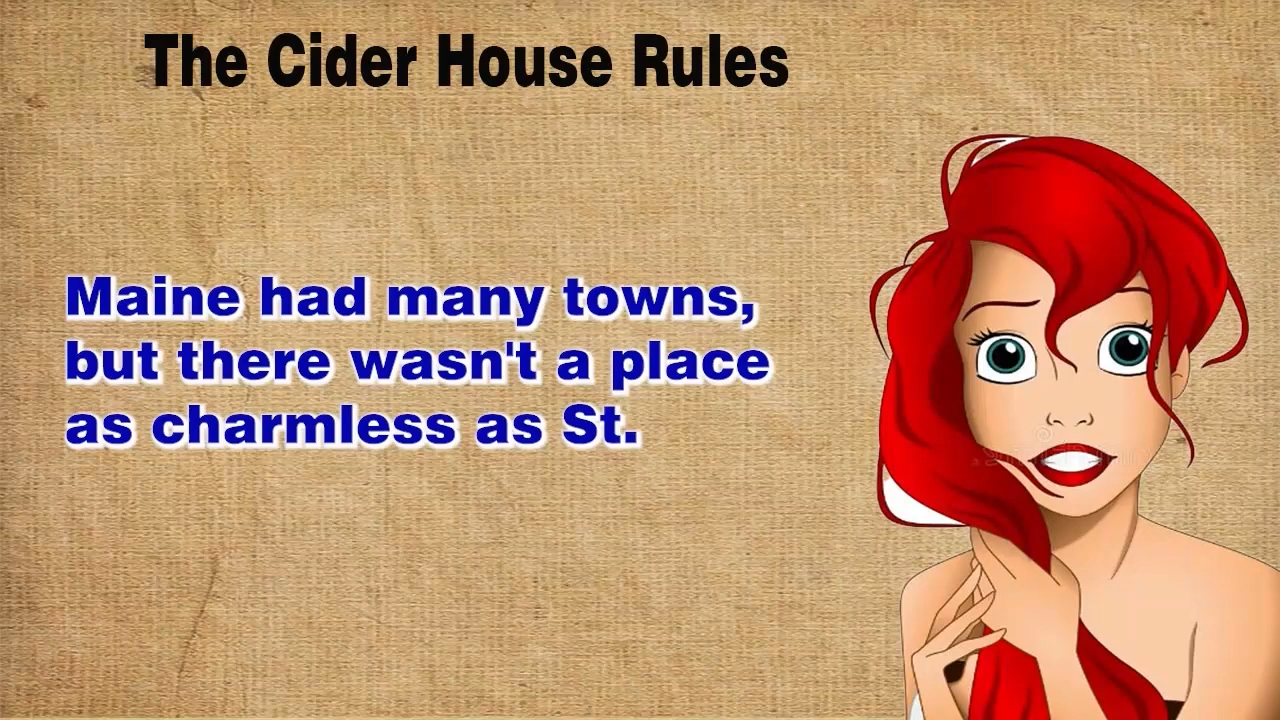 The Cider House Rules
Maine had many towns,
but there wasn't a place
as charmless as St.